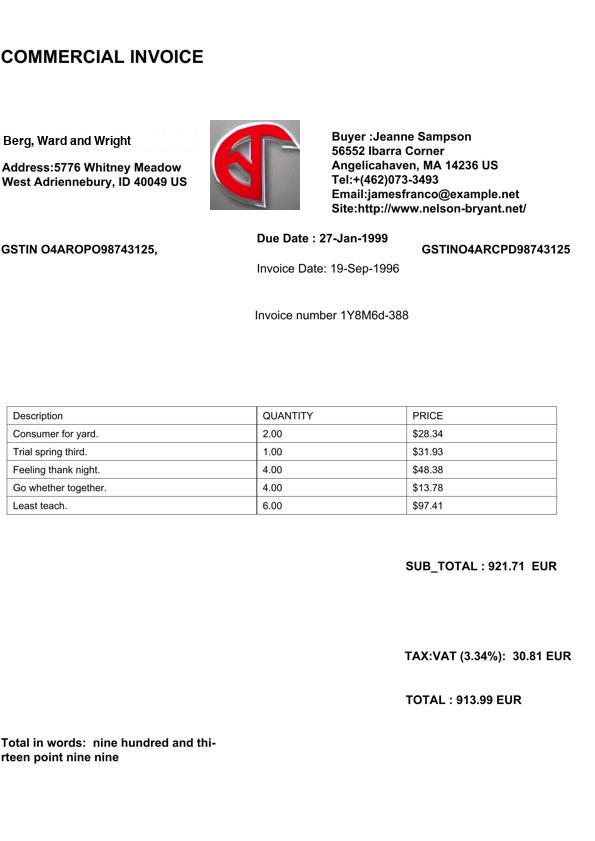 COMMERCIAL INVOICE
Berg, Ward and Wright
Address:5776 Whitney Meadow
West Adriennebury, ID 40049 US
Buyer :Jeanne Sampson
56552 Ibarra Corner
Angelicahaven, MA 14236 US
Tel:+(462)073-3493
Email:jamesfranco@example.net
Site:http://www.nelson-bryant.net/
GSTIN O4AROPO98743125,
Due Date : 27-Jan-1999
GSTINO4ARCPD98743125
Invoice Date: 19-Sep-1996
Invoice number 1Y8M6d-388
Description QUANTITY PRICE
Consumer for yard. 2.00 $28.34
Trial spring third. 1.00 $31.93
Feeling thank night. 4.00 $48.38
Go whether together. 4.00 $13.78
Least teach. 6.00 $97.41
SUB_TOTAL : 921.71 EUR
TAX:VAT (3.34%): 30.81 EUR
TOTAL : 913.99 EUR
Total in words: nine hundred and thi-
rteen point nine nine